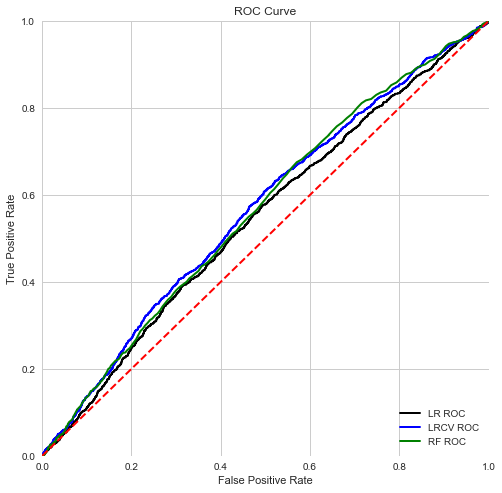 ROC Curve
True Positive Rate
1.0
0.8
0.6
0.4
0.2
0.0
LR ROC
LRCV ROC
RF ROC
0.0 0.2 0.4 0.6 0.8 1.0
False Positive Rate